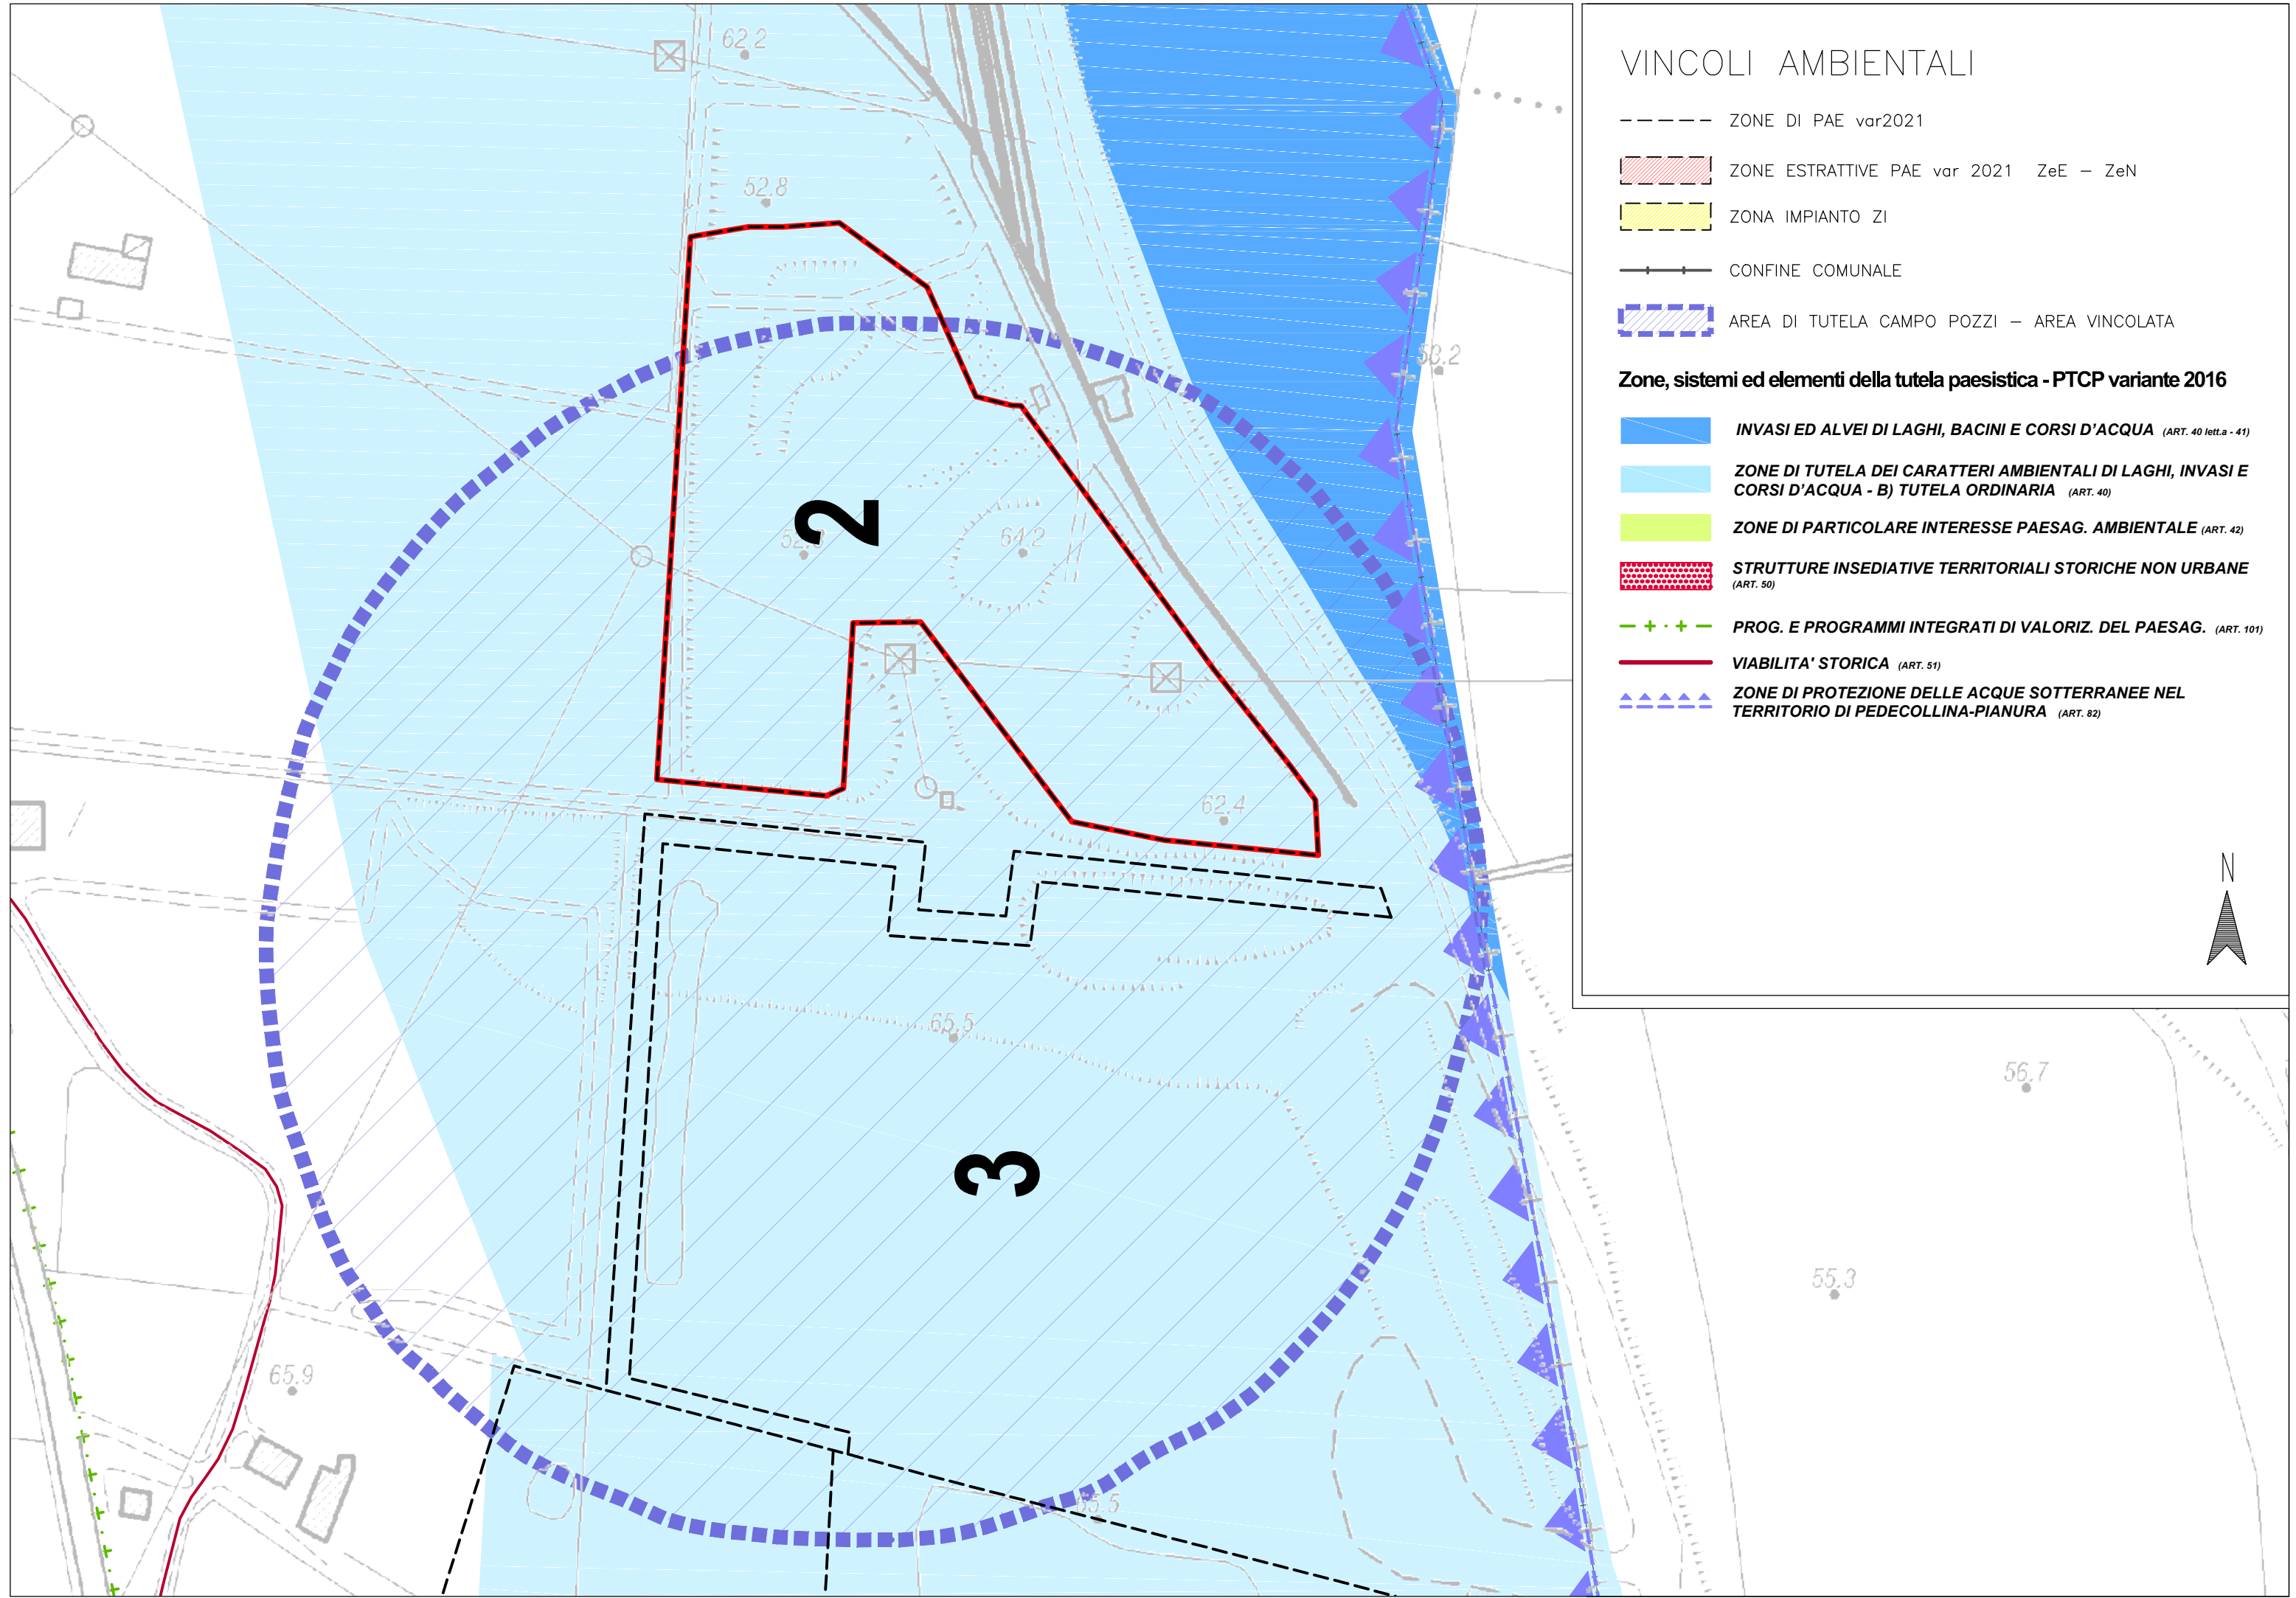 62.2
52.8
53.2
2
64.2
62.4
65.5
3
65.9
65.5
56.7
55.3
VINCOLI AMBIENTALI
ZONE DI PAE var2021
ZONE ESTRATTIVE PAE var 2021 ZeE – ZeN
ZONA IMPIANTO ZI
CONFINE COMUNALE
AREA DI TUTELA CAMPO POZZI – AREA VINCOLATA
Zone, sistemi ed elementi della tutela paesistica - PTCP variante 2016
INVASI ED ALVEI DI LAGHI, BACINI E CORSI D'ACQUA (ART. 40 lett.a - 41)
ZONE DI TUTELA DEI CARATTERI AMBIENTALI DI LAGHI, INVASI E
CORSI D'ACQUA - B) TUTELA ORDINARIA (ART. 40)
ZONE DI PARTICOLARE INTERESSE PAESAG. AMBIENTALE (ART. 42)
STRUTTURE INSEDIATIVE TERRITORIALI STORICHE NON URBANE
(ART. 50)
PROG. E PROGRAMMI INTEGRATI DI VALORIZ. DEL PAESAG. (ART. 101)
VIABILITA' STORICA (ART. 51)
ZONE DI PROTEZIONE DELLE ACQUE SOTTERRANEE NEL
TERRITORIO DI PEDECOLLINA-PIANURA (ART. 82)
N